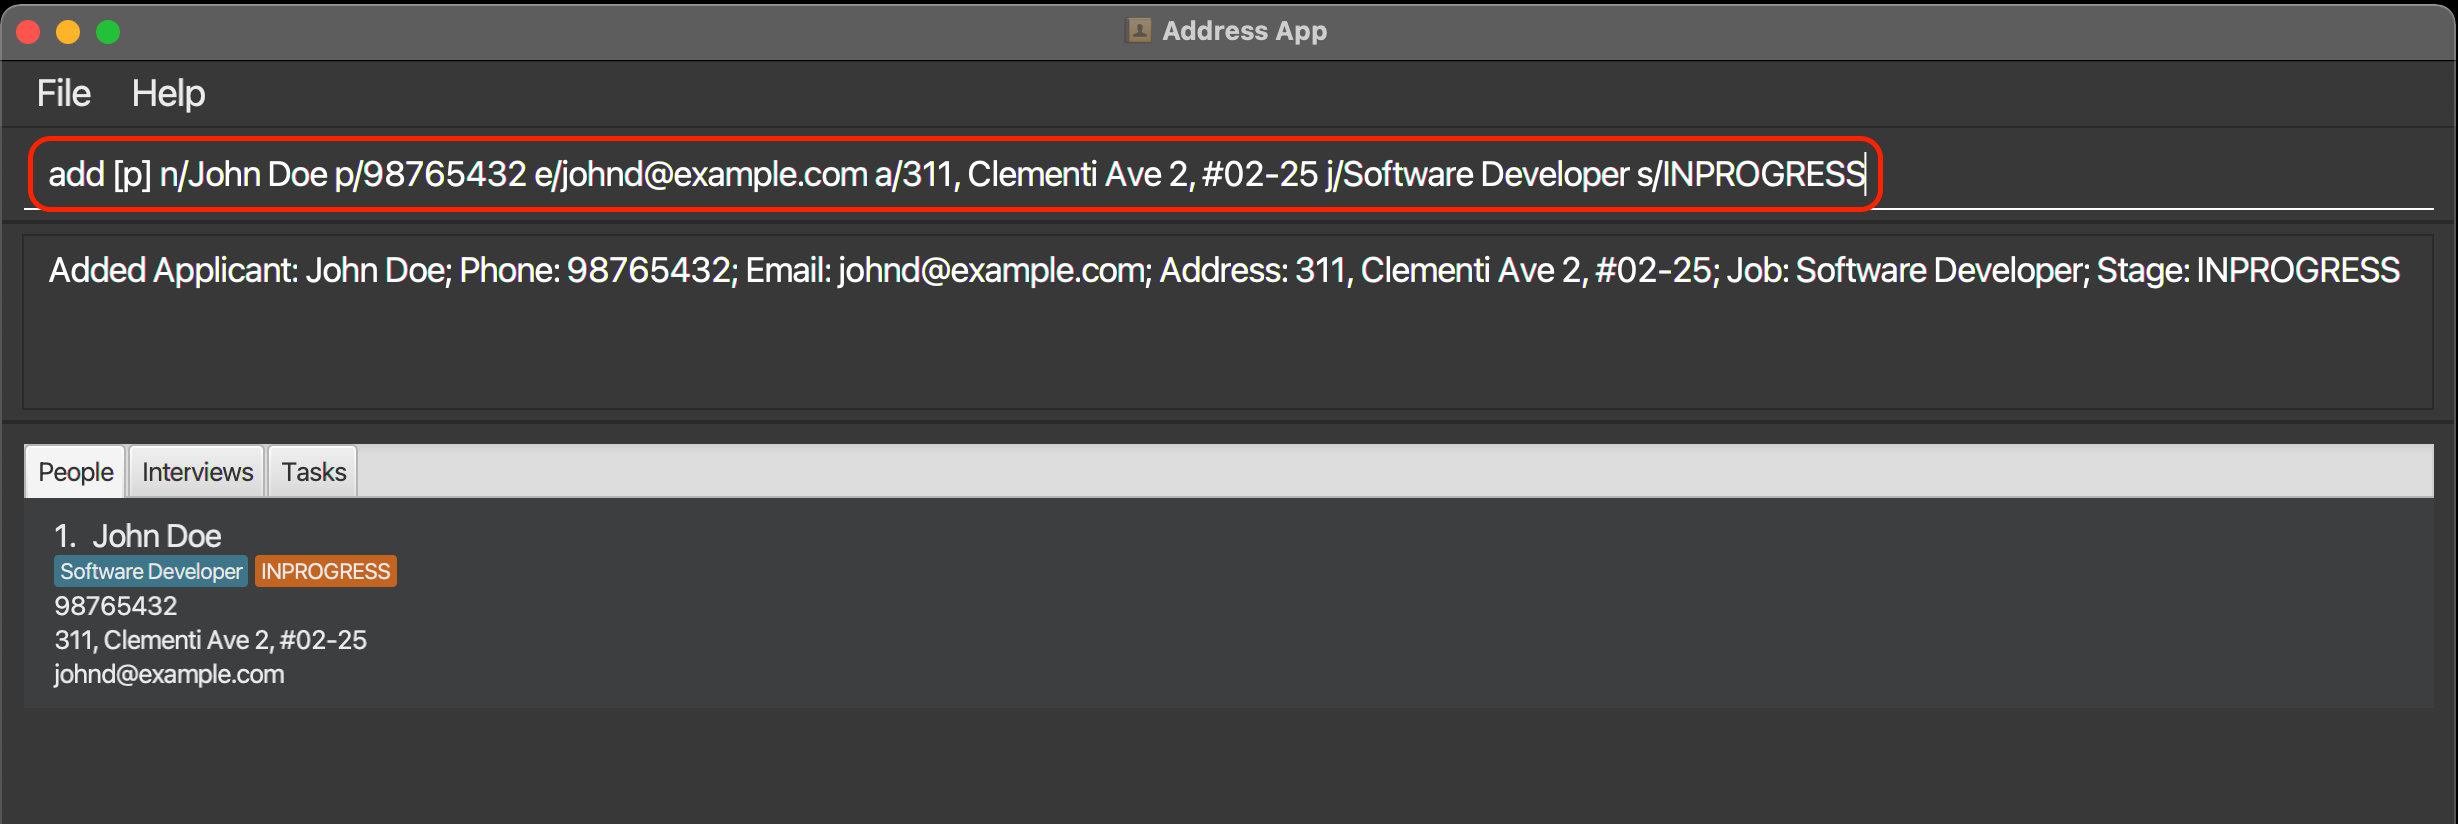 Address App
File Help
add [p] n/John Doe p/98765432 e/johnd@example.com a/311, Clementi Ave 2, #02-25 j/Software Developer s/INPROGRESS
Added Applicant: John Doe; Phone: 98765432; Email: johnd@example.com; Address: 311, Clementi Ave 2, #02-25; Job: Software Developer; Stage: INPROGRESS
People Interviews Tasks
1. John Doe
Software Developer INPROGRESS
98765432
311, Clementi Ave 2, #02-25
johnd@example.com